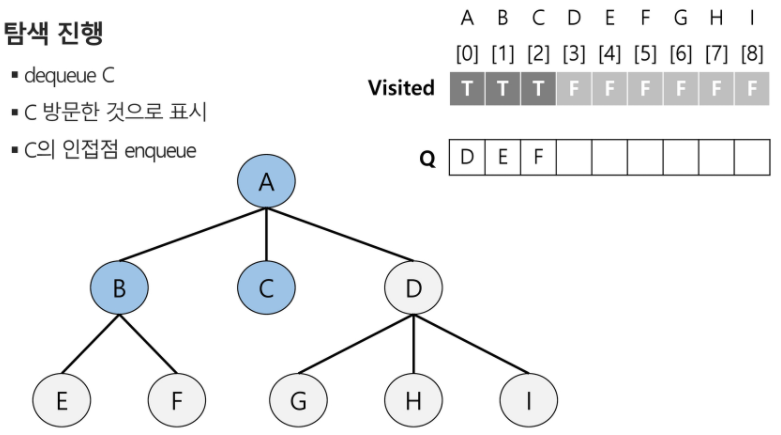 탐색 진행
▪ dequeue C
▪ C 방문한 것으로 표시
▪ C의 인접점 enqueue
A B C D E F G H I
[0] [1] [2] [3] [4] [5] [6] [7] [8]
Visited T T T F F F F F F
Q D E F
A
B C D
E F G H I